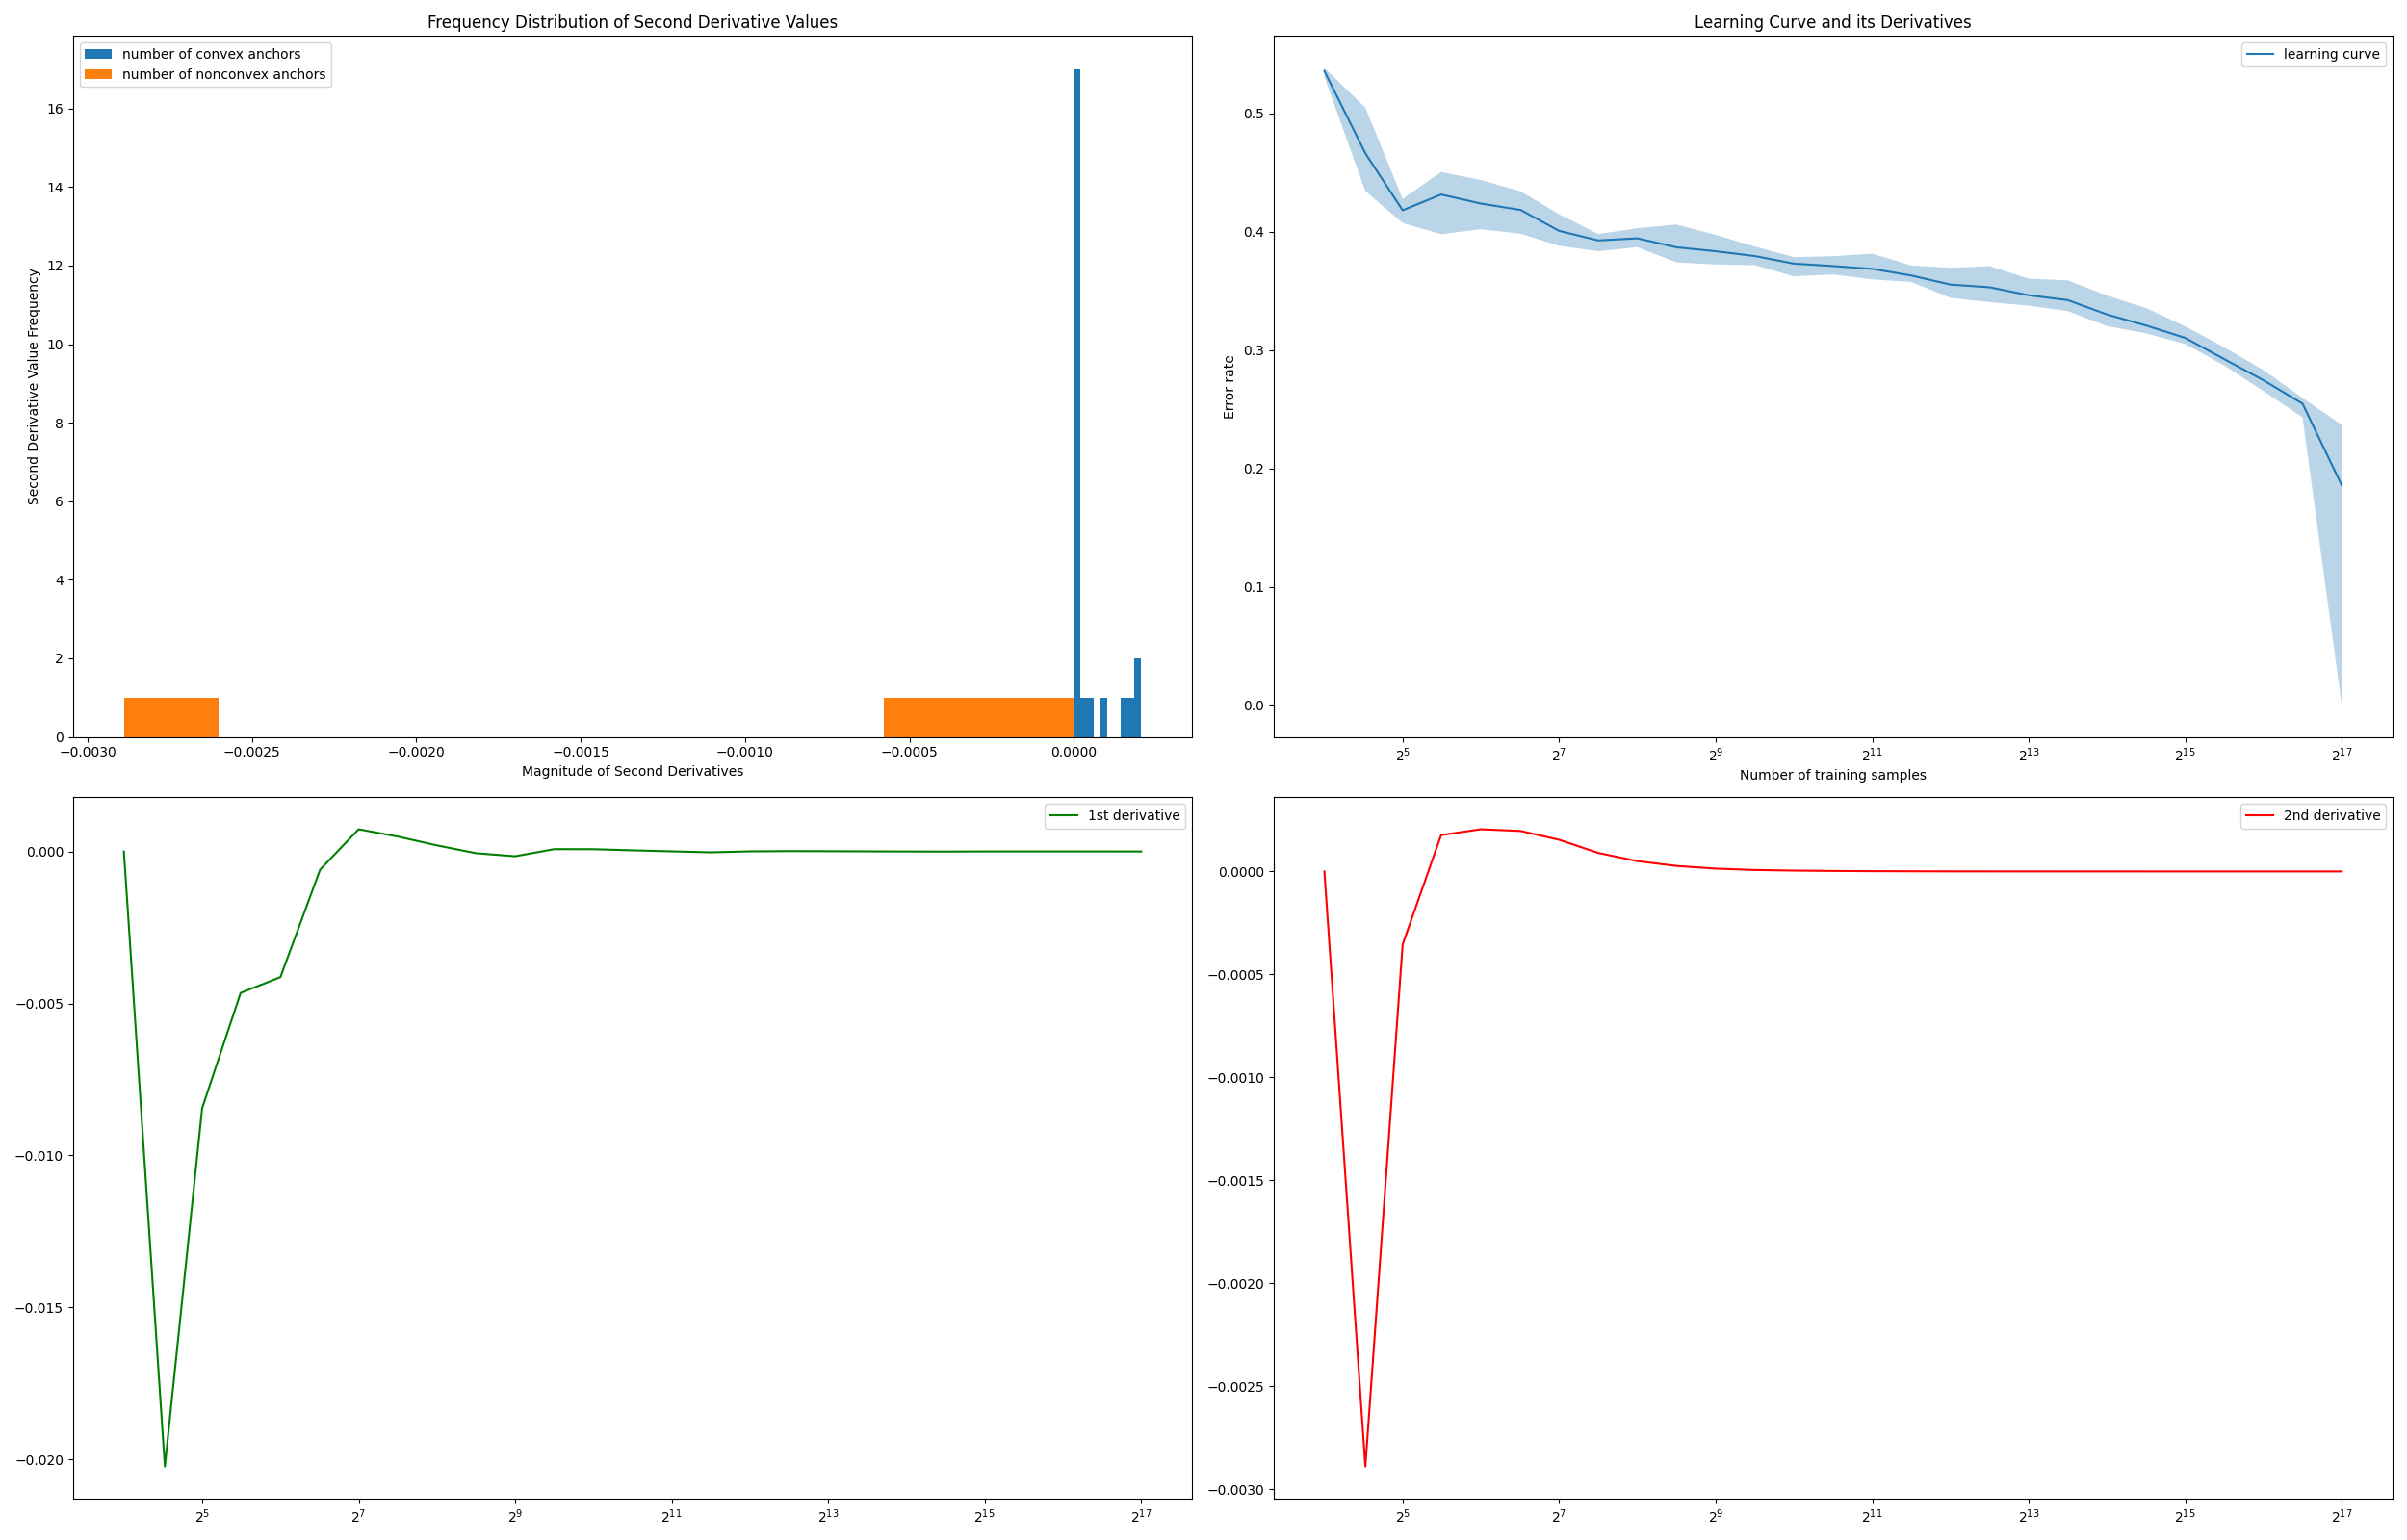 Frequency Distribution of Second Derivative Values
number of convex anchors
number of nonconvex anchors
Second Derivative Value Frequency
16
14
12
10
8
6
4
2
0
−0.0030 −0.0025 −0.0020 −0.0015 −0.0010 −0.0005 0.0000
Magnitude of Second Derivatives
Learning Curve and its Derivatives
learning curve
Error rate
0.5
0.4
0.3
0.2
0.1
0.0
2^5 2^7 2^9 2^11 2^13 2^15 2^17
Number of training samples
1st derivative
0.000
−0.005
−0.010
−0.015
−0.020
2^5 2^7 2^9 2^11 2^13 2^15 2^17
2nd derivative
0.0000
−0.0005
−0.0010
−0.0015
−0.0020
−0.0025
−0.0030
2^5 2^7 2^9 2^11 2^13 2^15 2^17